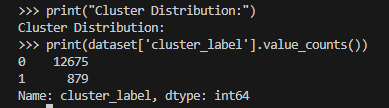 >>> print("Cluster Distribution:")
Cluster Distribution:
>>> print(dataset['cluster_label'].value_counts())
0    12675
1      879
Name: cluster_label, dtype: int64